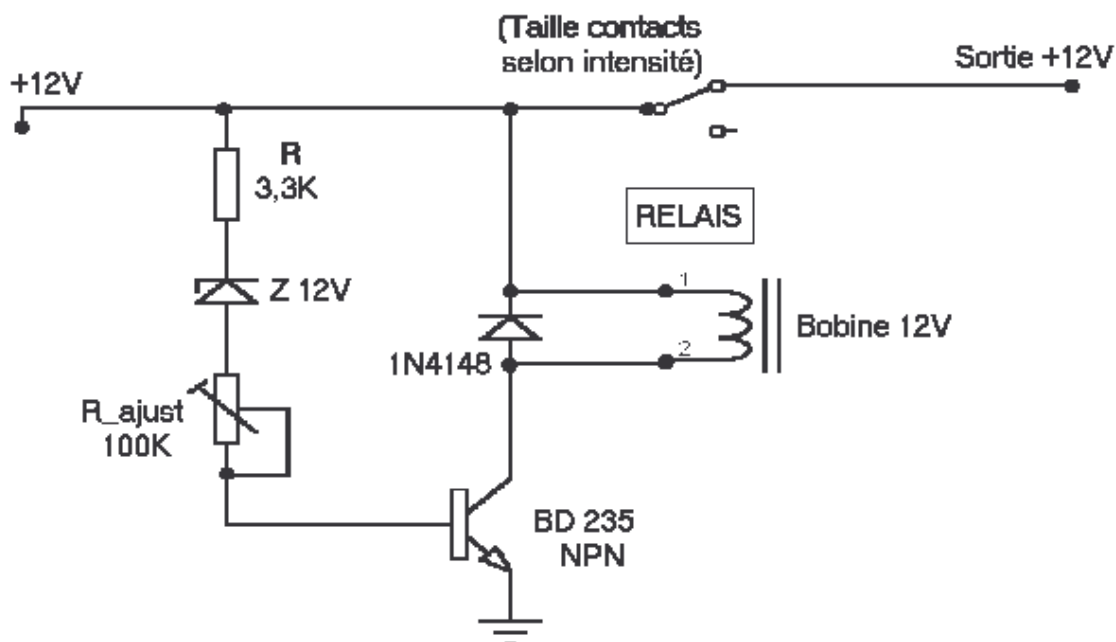 (Taille contacts
selon intensité)
Sortie +12V
+12V
R
3,3K
RELAIS
Z 12V
1
Bobine 12V
2
1N4148
R_ajust
100K
BD 235
NPN